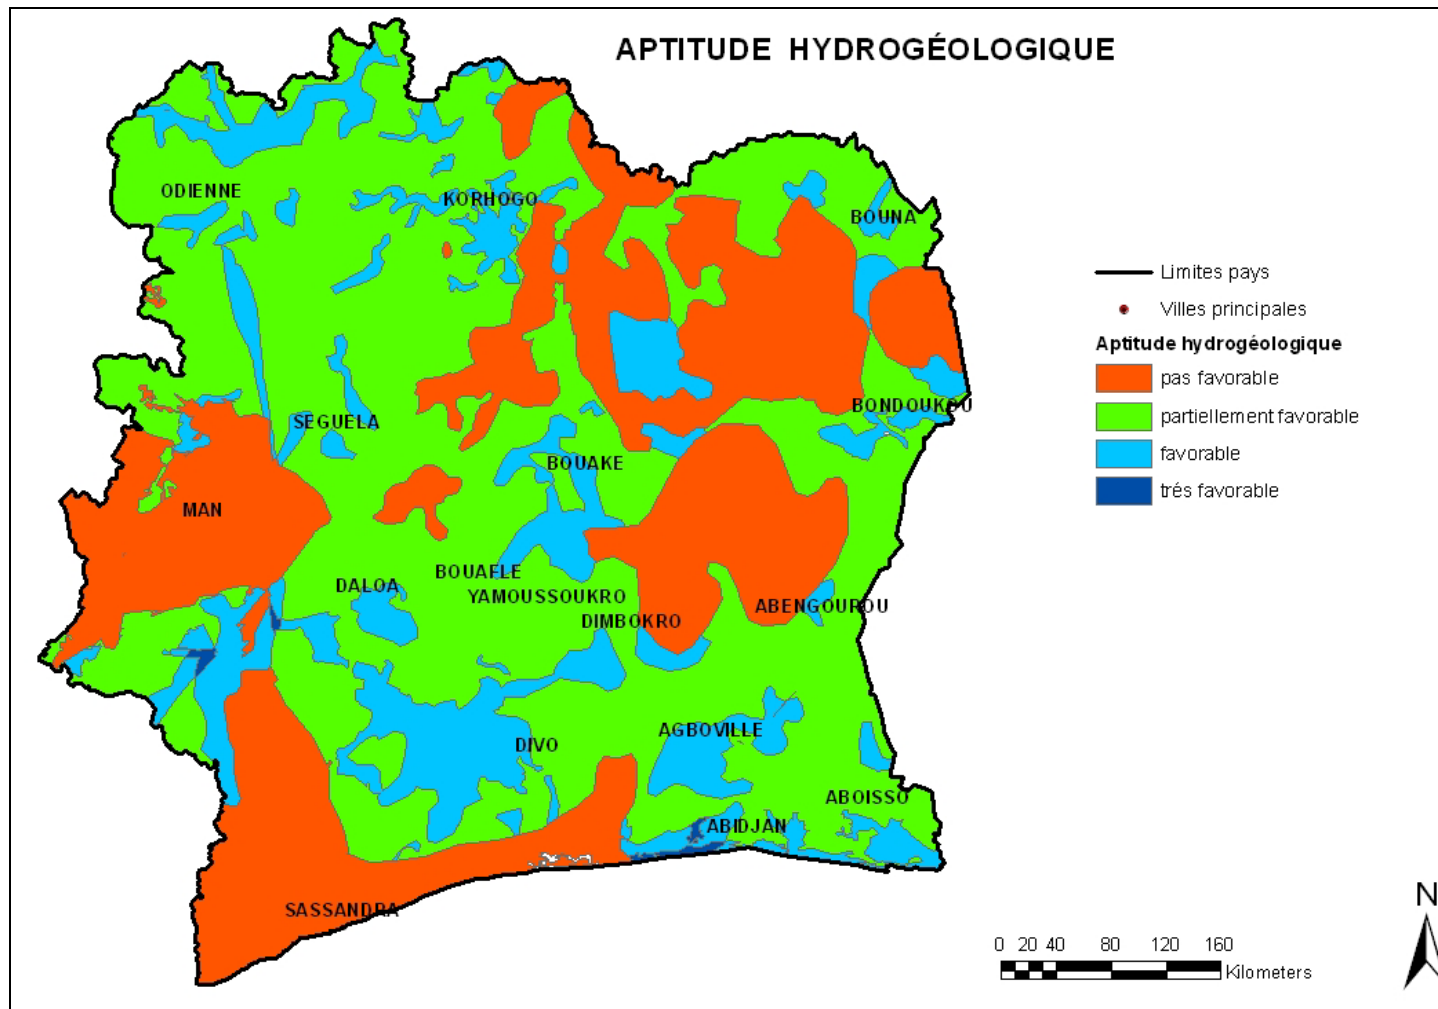 APTITUDE HYDROGÉOLOGIQUE
ODIENNE
KORHOGO
BOUNA
Limites pays
Villes principales
Aptitude hydrogéologique
pas favorable
partiellement favorable
favorable
trés favorable
BONDOUKOU
SEGUELA
BOUAKE
MAN
BOUAFLE
DALOA
YAMOUSSOUKRO
ABENGOUROU
DIMBOKRO
AGBOVILLE
DIVO
ABOISSO
ABIDJAN
SASSANDRA
N
0 20 40 80 120 160
Kilometers